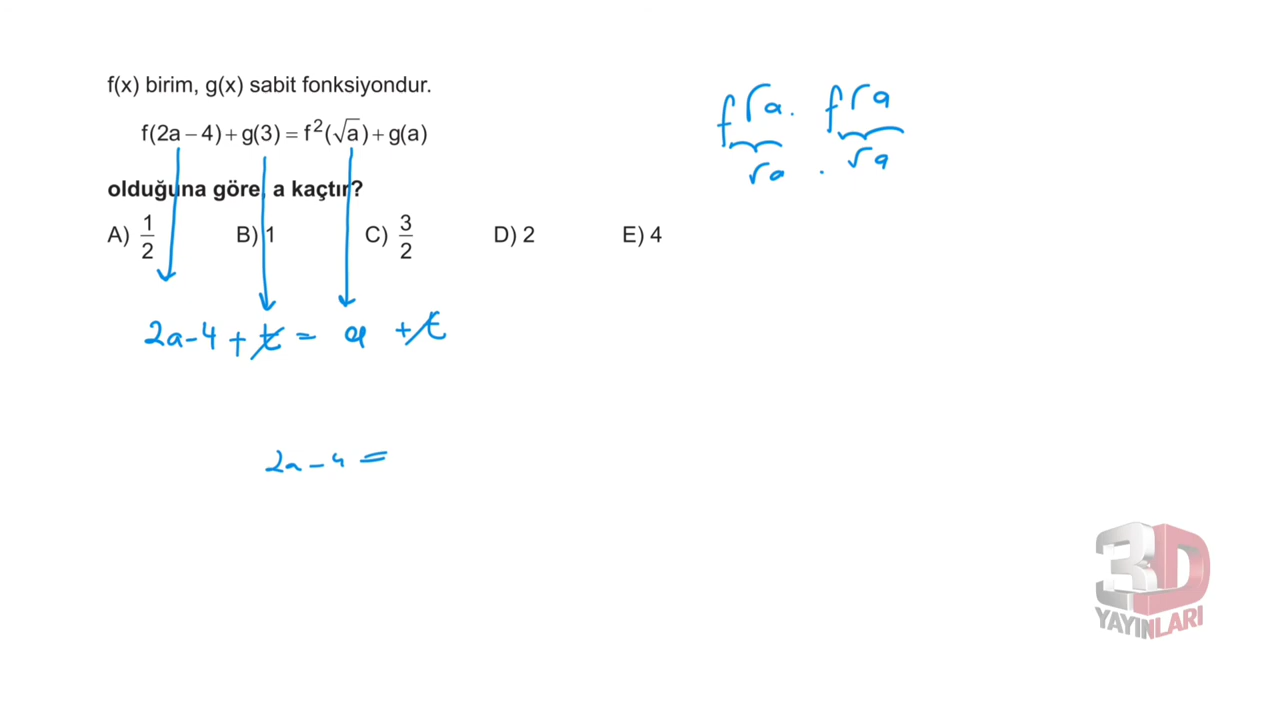 f(x) birim, g(x) sabit fonksiyondur.
f(2a – 4) + g(3) = f²(√a) + g(a)
olduğuna göre, a kaçtır?
A) 1/2 B) 1 C) 3/2 D) 2 E) 4
2a-4 + t = a + t
2a-4 =
f√a . f√a
√a . √a
3D
YAYINLARI